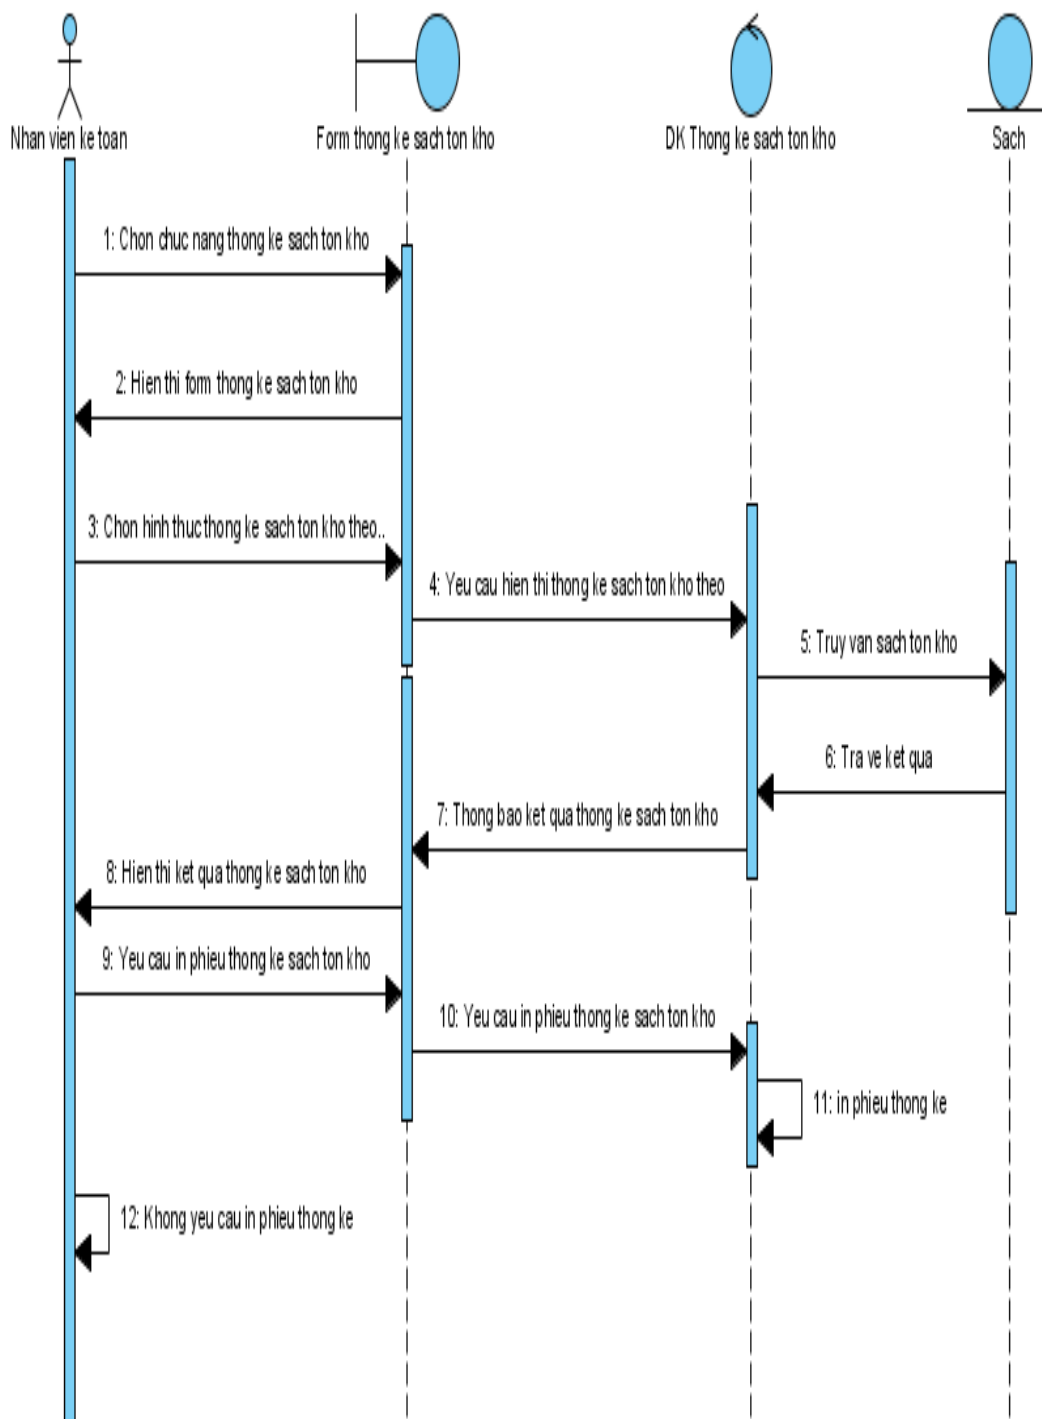 Nhan vien ke toan
Form thong ke sach ton kho
DK Thong ke sach ton kho
Sach
1: Chon chuc nang thong ke sach ton kho
2: Hien thi form thong ke sach ton kho
3: Chon hinh thuc thong ke sach ton kho theo..
4: Yeu cau hien thi thong ke sach ton kho theo
5: Truy van sach ton kho
6: Tra ve ket qua
7: Thong bao ket qua thong ke sach ton kho
8: Hien thi ket qua thong ke sach ton kho
9: Yeu cau in phieu thong ke sach ton kho
10: Yeu cau in phieu thong ke sach ton kho
11: in phieu thong ke
12: Khong yeu cau in phieu thong ke